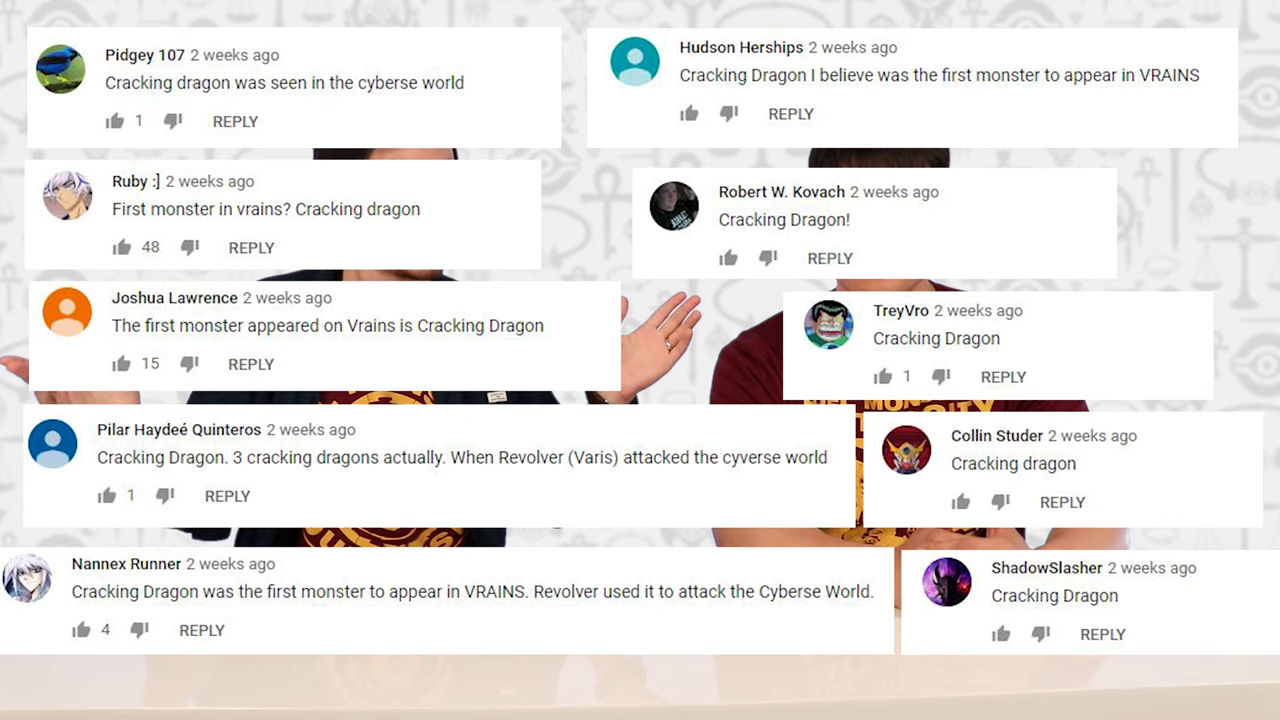 Pidgey 107 2 weeks ago
Cracking dragon was seen in the cyberse world
1 REPLY
Hudson Herships 2 weeks ago
Cracking Dragon I believe was the first monster to appear in VRAINS
REPLY
Ruby :] 2 weeks ago
First monster in vrains? Cracking dragon
48 REPLY
Robert W. Kovach 2 weeks ago
Cracking Dragon!
REPLY
Joshua Lawrence 2 weeks ago
The first monster appeared on Vrains is Cracking Dragon
15 REPLY
TreyVro 2 weeks ago
Cracking Dragon
1 REPLY
Pilar Haydeé Quinteros 2 weeks ago
Cracking Dragon. 3 cracking dragons actually. When Revolver (Varis) attacked the cyverse world
1 REPLY
Collin Studer 2 weeks ago
Cracking dragon
REPLY
Nannex Runner 2 weeks ago
Cracking Dragon was the first monster to appear in VRAINS. Revolver used it to attack the Cyberse World.
4 REPLY
ShadowSlasher 2 weeks ago
Cracking Dragon
REPLY